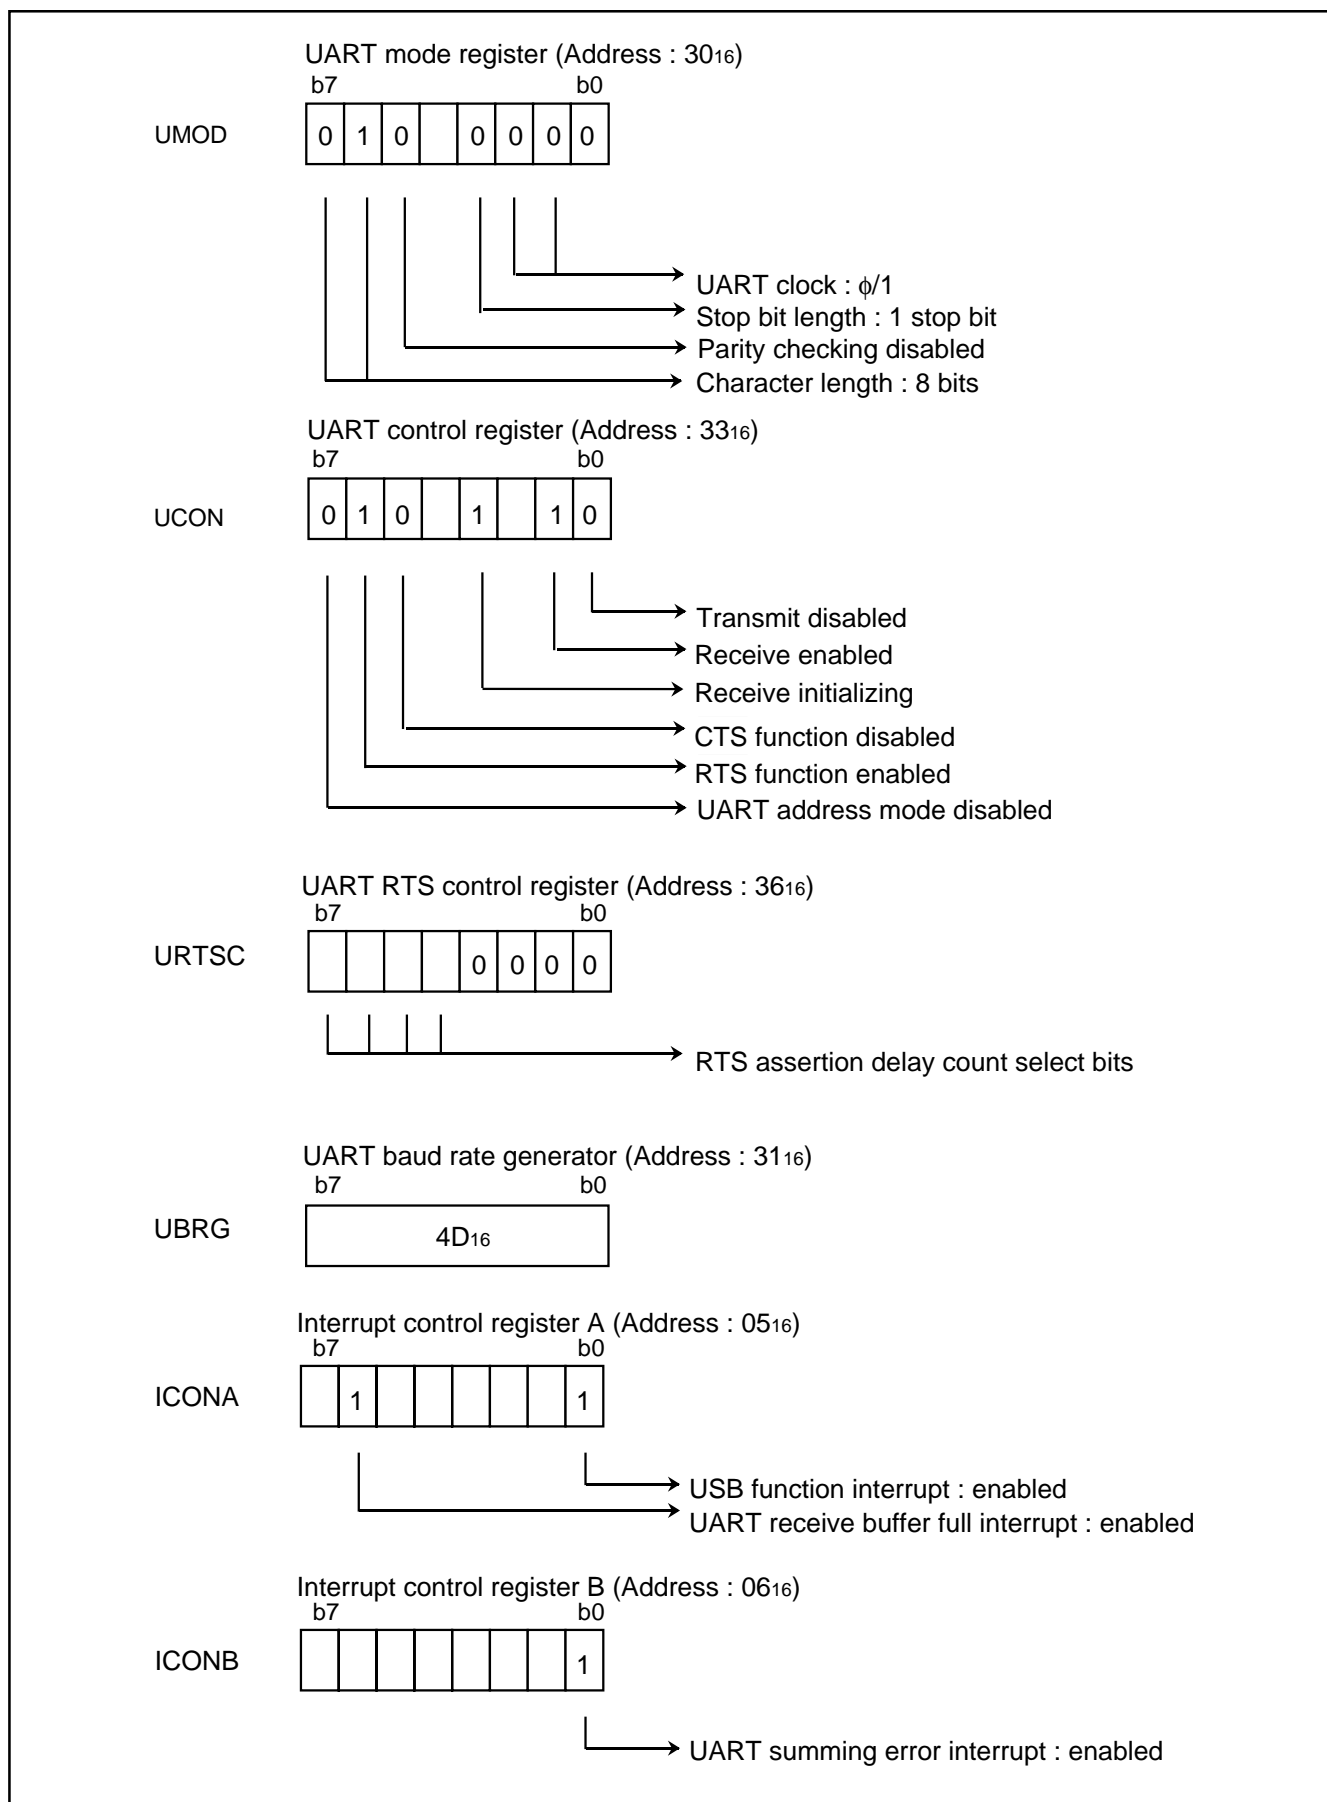 UART mode register (Address : 30₁₆)
b7 b0
UMOD 0 1 0 0 0 0 0
UART clock : ϕ/1
Stop bit length : 1 stop bit
Parity checking disabled
Character length : 8 bits
UART control register (Address : 33₁₆)
b7 b0
UCON 0 1 0 1 1 0
Transmit disabled
Receive enabled
Receive initializing
CTS function disabled
RTS function enabled
UART address mode disabled
UART RTS control register (Address : 36₁₆)
b7 b0
URTSC 0 0 0 0
RTS assertion delay count select bits
UART baud rate generator (Address : 31₁₆)
b7 b0
UBRG 4D₁₆
Interrupt control register A (Address : 05₁₆)
b7 b0
ICONA 1 1
USB function interrupt : enabled
UART receive buffer full interrupt : enabled
Interrupt control register B (Address : 06₁₆)
b7 b0
ICONB 1
UART summing error interrupt : enabled